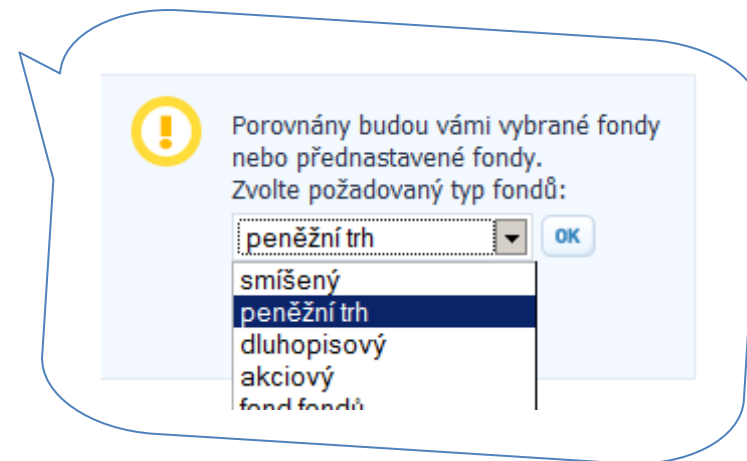 Porovnány budou vámi vybrané fondy
nebo přednastavené fondy.
Zvolte požadovaný typ fondů:
peněžní trh OK
smíšený
peněžní trh
dluhopisový
akciový
fond fondů